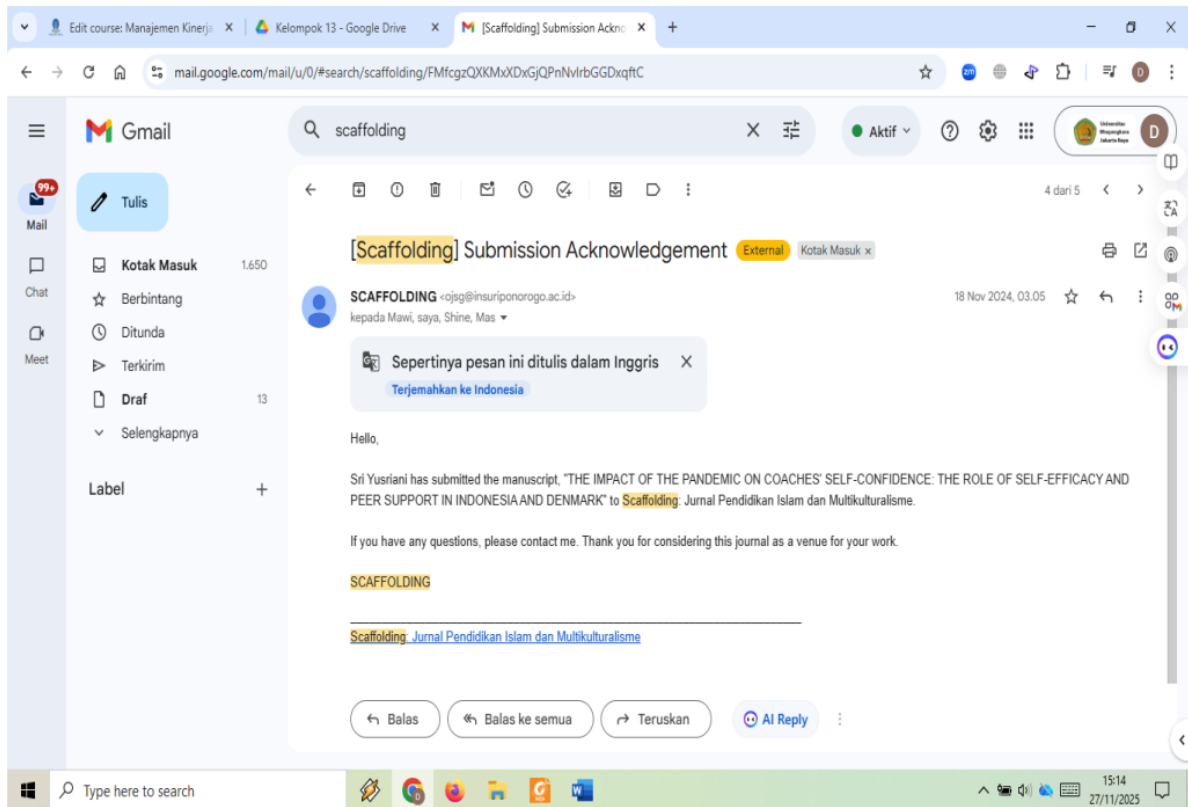 Edit course: Manajemen Kinerja
Kelompok 13 - Google Drive
[Scaffolding] Submission Ackno
mail.google.com/mail/u/0/#search/scaffolding/FMfcgzQXKMxXDxGjQPnNvlrbGGDxqftC
zm
D
Gmail
scaffolding
Aktif
Universitas
Bhayangkara
Jakarta Raya
D
99+
Mail
Chat
Meet
Tulis
Kotak Masuk 1.650
Berbintang
Ditunda
Terkirim
Draf 13
Selengkapnya
Label
4 dari 5
[Scaffolding] Submission Acknowledgement External Kotak Masuk x
SCAFFOLDING <ojsg@insuriponorogo.ac.id> 18 Nov 2024, 03.05
kepada Mawi, saya, Shine, Mas
Sepertinya pesan ini ditulis dalam Inggris
Terjemahkan ke Indonesia
Hello,
Sri Yusriani has submitted the manuscript, "THE IMPACT OF THE PANDEMIC ON COACHES' SELF-CONFIDENCE: THE ROLE OF SELF-EFFICACY AND
PEER SUPPORT IN INDONESIA AND DENMARK" to Scaffolding: Jurnal Pendidikan Islam dan Multikulturalisme.
If you have any questions, please contact me. Thank you for considering this journal as a venue for your work.
SCAFFOLDING
Scaffolding: Jurnal Pendidikan Islam dan Multikulturalisme
Balas
Balas ke semua
Teruskan
AI Reply
Type here to search
15:14
27/11/2025